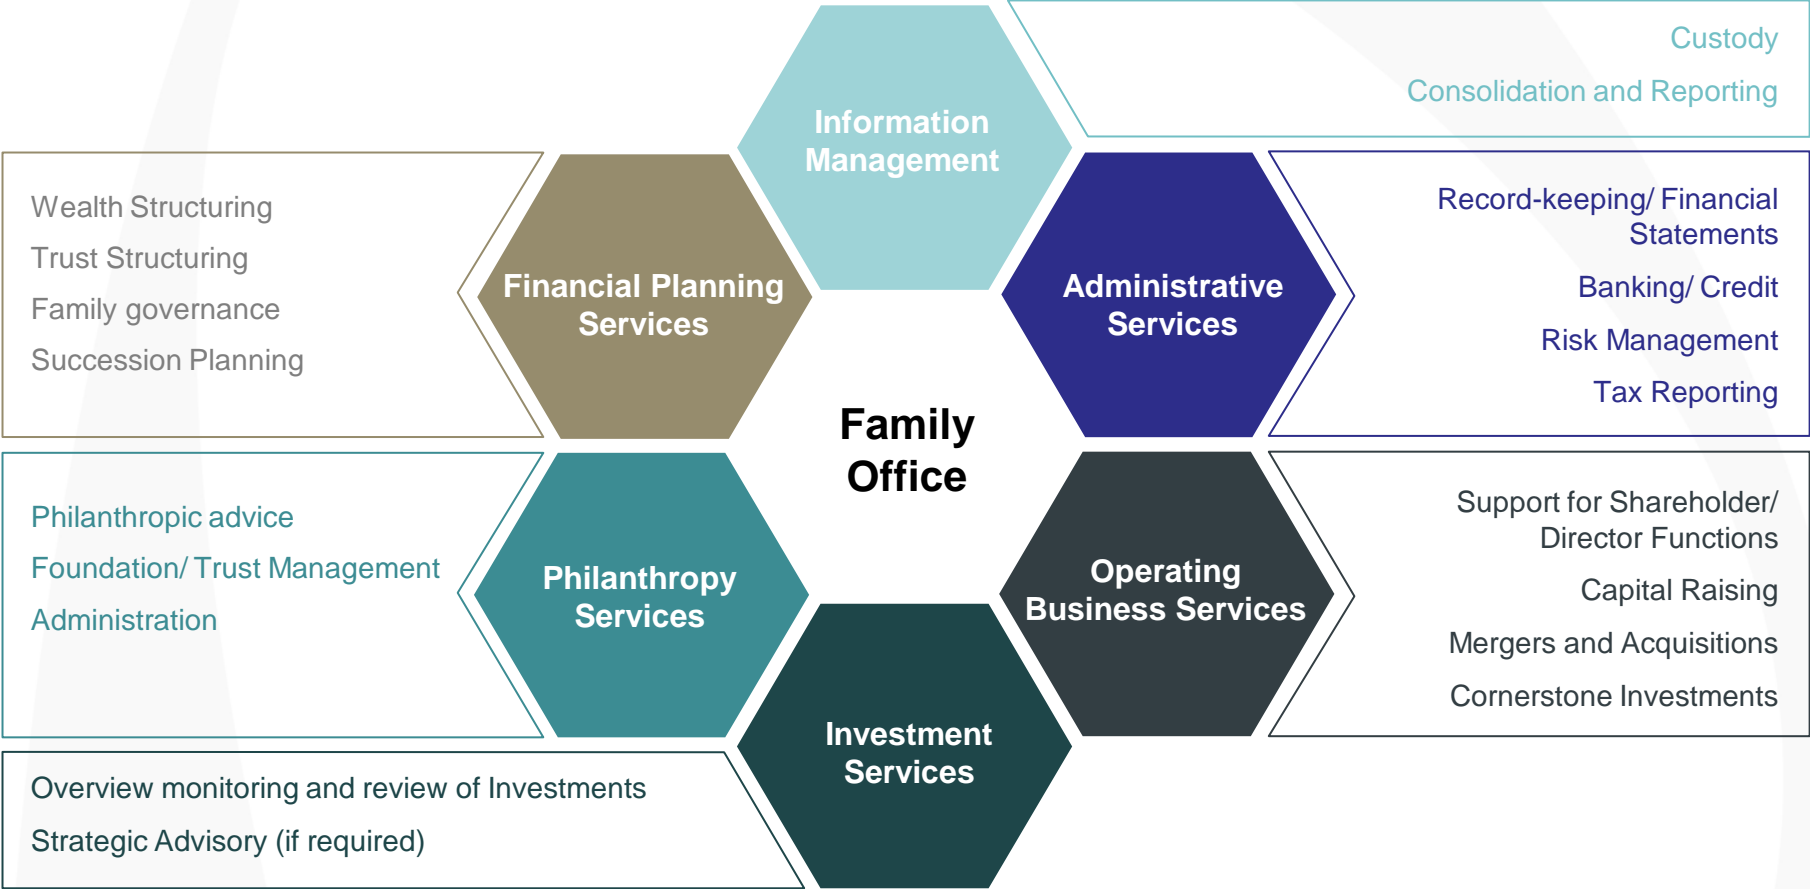 Custody
Consolidation and Reporting
Information
Management
Wealth Structuring
Trust Structuring
Family governance
Succession Planning
Financial Planning
Services
Administrative
Services
Record-keeping/ Financial
Statements
Banking/ Credit
Risk Management
Tax Reporting
Family
Office
Philanthropic advice
Foundation/ Trust Management
Administration
Philanthropy
Services
Operating
Business Services
Support for Shareholder/
Director Functions
Capital Raising
Mergers and Acquisitions
Cornerstone Investments
Investment
Services
Overview monitoring and review of Investments
Strategic Advisory (if required)